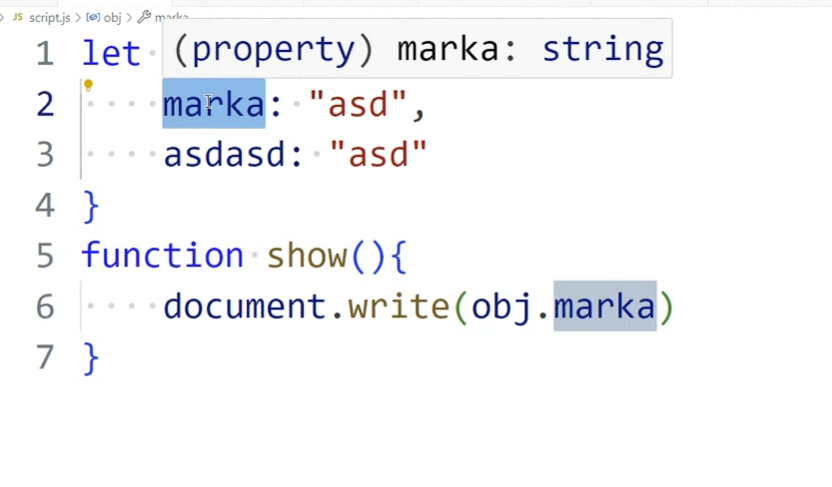 script.js > obj > marka
(property) marka: string
1 let
2 marka: "asd",
3 asdasd: "asd"
4 }
5 function show(){
6 document.write(obj.marka)
7 }